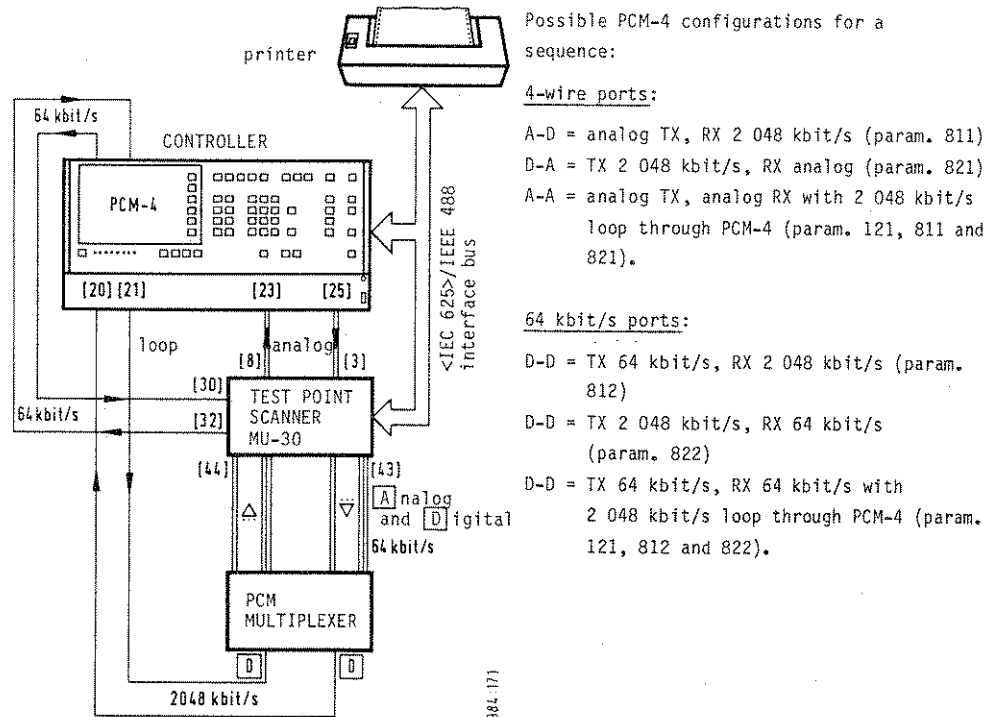 printer
64 kbit/s
CONTROLLER
PCM-4
[20] [21] [23] [25]
loop
analog
[8] [3]
<IEC 625>/IEEE 488
interface bus
[30]
64 kbit/s
[32]
TEST POINT
SCANNER
MU-30
[44] [43]
A nalog
and D igital
64 kbit/s
PCM
MULTIPLEXER
D D
2048 kbit/s
984.171
Possible PCM-4 configurations for a
sequence:
4-wire ports:
A-D = analog TX, RX 2 048 kbit/s (param. 811)
D-A = TX 2 048 kbit/s, RX analog (param. 821)
A-A = analog TX, analog RX with 2 048 kbit/s
loop through PCM-4 (param. 121, 811 and
821).
64 kbit/s ports:
D-D = TX 64 kbit/s, RX 2 048 kbit/s (param.
812)
D-D = TX 2 048 kbit/s, RX 64 kbit/s
(param. 822)
D-D = TX 64 kbit/s, RX 64 kbit/s with
2 048 kbit/s loop through PCM-4 (param.
121, 812 and 822).